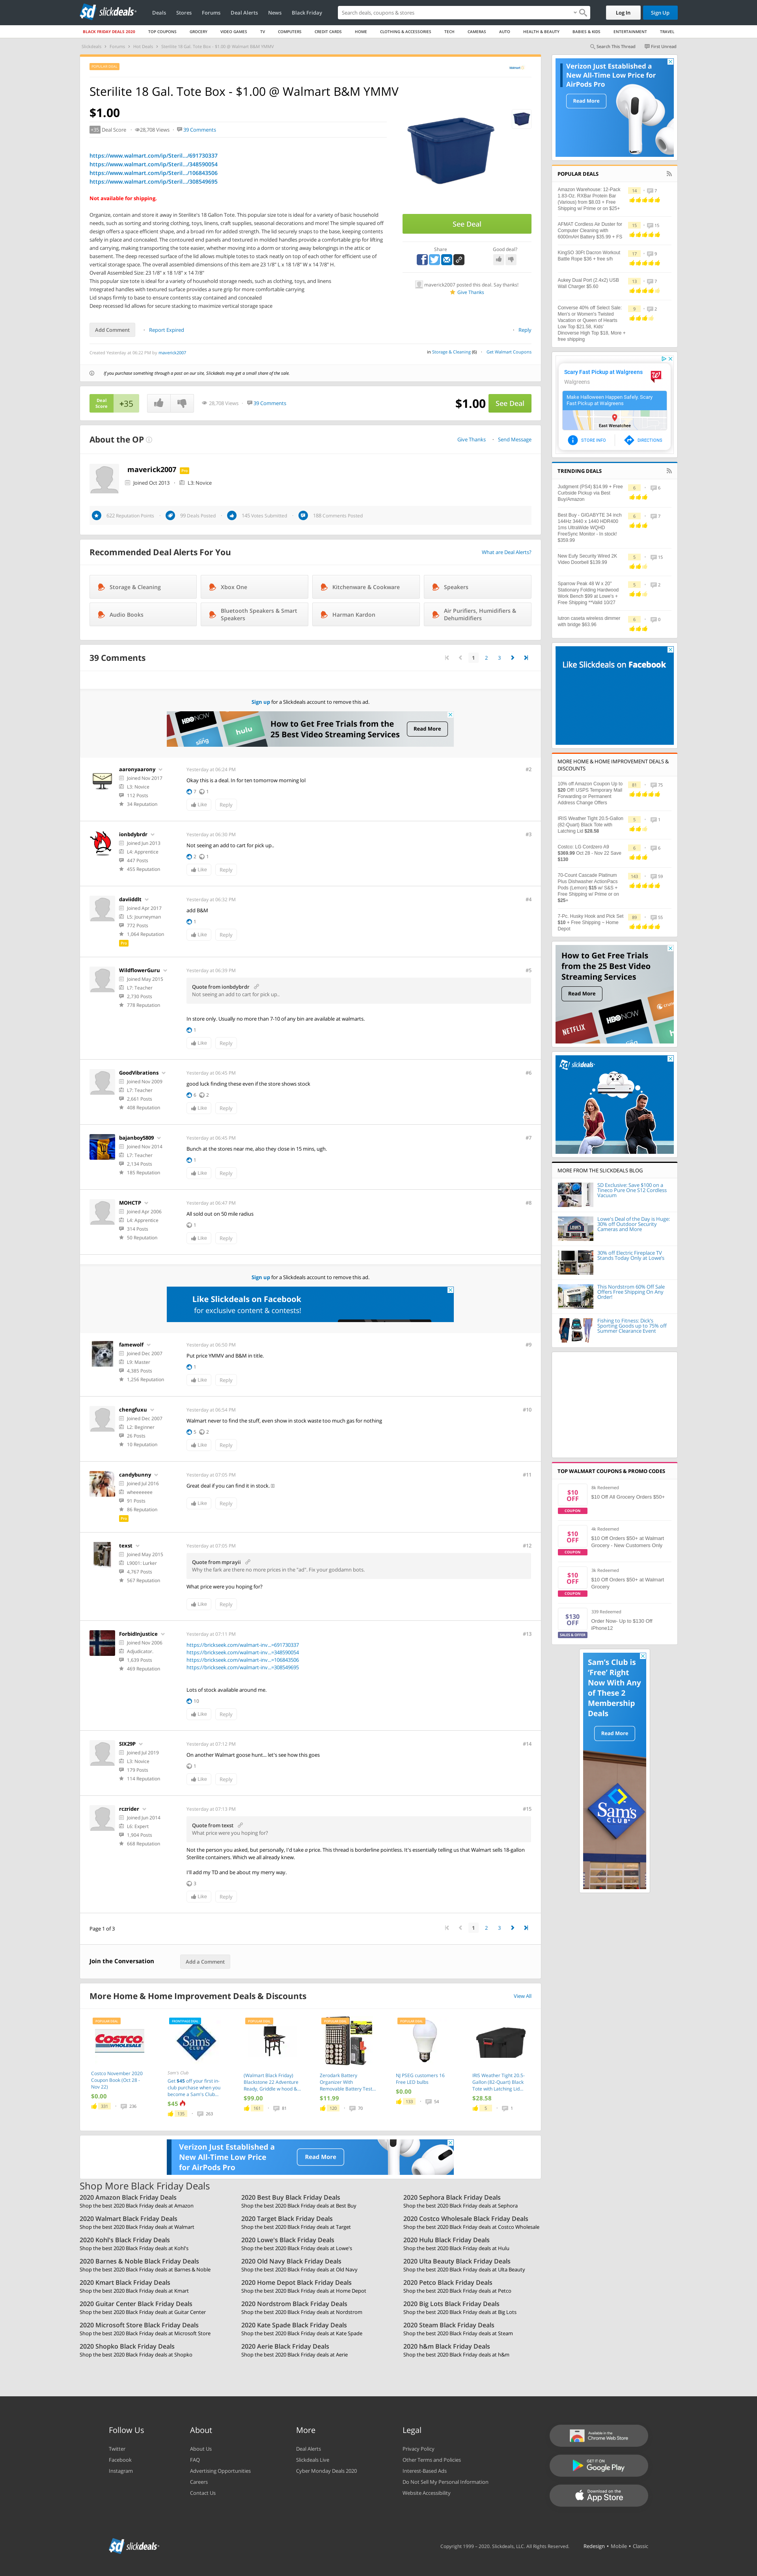 slickdeals
Deals Stores Forums Deal Alerts News Black Friday
Search deals, coupons & stores
Log In Sign Up
BLACK FRIDAY DEALS 2020 TOP COUPONS GROCERY VIDEO GAMES TV COMPUTERS CREDIT CARDS HOME CLOTHING & ACCESSORIES TECH CAMERAS AUTO HEALTH & BEAUTY BABIES & KIDS ENTERTAINMENT TRAVEL
Slickdeals Forums Hot Deals Sterilite 18 Gal. Tote Box - $1.00 @ Walmart B&M YMMV
Search This Thread First Unread
Sterilite 18 Gal. Tote Box - $1.00 @ Walmart B&M YMMV
$1.00
+35 Deal Score 28,708 Views 39 Comments
https://www.walmart.com/ip/Steril.../691730337
https://www.walmart.com/ip/Steril.../348590054
https://www.walmart.com/ip/Steril.../106843506
https://www.walmart.com/ip/Steril.../308549695
Not available for shipping.
Organize, stand and store it away in Sterilite's 18 Gallon Tote. This popular size tote is ideal for a variety of basic household
needs, such as storing and sorting clothing, toys, linens, craft supplies, seasonal decorations and more! The simple straight side
design offers a space efficient shape, and a safe haven for added strength. The lid securely snaps to the base, keeping contents
safely in place and contained. The contoured end panels and textured handles provide a comfortable grip for
lifting, making transporting the tote easier, whether moving into a dorm or storing away belongings in the attic or
basement. The deep recessed lid allows for secure stacking making it great to maximize vertical storage space in your
home or office. The overall assembled dimensions of this item are 23 1/8" L x 18 1/8" W x 14 7/8" H.
Overall Assembled Size: 23 1/8" x 18 1/8" x 14 7/8"
This popular size tote is ideal for a variety of household storage needs, such as clothing, toys, linens and more
Integrated handles with textured surface provides a sure grip for comfortable carrying
Lid snaps firmly to base to ensure contents stay contained and concealed
Deep recessed lid allows for secure stacking to maximize vertical storage space
See Deal
Share Good deal?
maverick2007 posted this deal. Say thanks!
Give Thanks
Add Comment Report Expired Reply
Created Yesterday at 06:22 PM by maverick2007
in Storage & Cleaning (6) Get Walmart Coupons
If you purchase something through a post on our site, Slickdeals may get a small share of the sale.
Deal Score +35 28,708 Views 39 Comments $1.00 See Deal
About the OP Give Thanks Send Message
maverick2007 Pro
Joined Oct 2013 L3: Novice
622 Reputation Points 98 Deals Posted 145 Votes Submitted 188 Comments Posted
Recommended Deal Alerts For You What are Deal Alerts?
Storage & Cleaning Xbox One Kitchenware & Cookware Speakers
Audio Books Bluetooth Speakers & Smart Speakers Harman Kardon Air Purifiers, Humidifiers & Dehumidifiers
39 Comments 1 2 3
Sign up for a Slickdeals account to remove this ad.
How to Get Free Trials from the
25 Best Video Streaming Services
Read More
aaronyaarony Yesterday at 06:24 PM #2
Joined Nov 2017
L3: Novice
112 Posts
34 Reputation
Okay this is a deal. In for ten tomorrow morning lol
7 1
Like Reply
ionbdybrdr Yesterday at 06:30 PM #3
Joined Jun 2013
L4: Apprentice
447 Posts
455 Reputation
Not seeing an add to cart for pick up..
2 1
Like Reply
daviiddlt Yesterday at 06:32 PM #4
Joined Apr 2017
L5: Journeyman
772 Posts
1,064 Reputation
Pro
add B&M
1
Like Reply
WildflowerGuru Yesterday at 06:39 PM #5
Joined May 2015
L7: Teacher
2,730 Posts
778 Reputation
Quote from ionbdybrdr
Not seeing an add to cart for pick up..
In store only. Usually no more than 7-10 of any bin are available at walmarts.
1
Like Reply
GoodVibrations Yesterday at 06:45 PM #6
Joined Nov 2009
L7: Teacher
2,661 Posts
408 Reputation
good luck finding these even if the store shows stock
6 2
Like Reply
bajanboy5809 Yesterday at 06:45 PM #7
Joined Nov 2014
L7: Teacher
2,134 Posts
185 Reputation
Bunch at the stores near me, also they close in 15 mins, ugh.
1
Like Reply
MOHCTP Yesterday at 06:47 PM #8
Joined Apr 2006
L4: Apprentice
314 Posts
50 Reputation
All sold out on 50 mile radius
1
Like Reply
Sign up for a Slickdeals account to remove this ad.
Like Slickdeals on Facebook
for exclusive content & contests!
famewolf Yesterday at 06:50 PM #9
Joined Dec 2007
L9: Master
4,385 Posts
1,256 Reputation
Put price YMMV and B&M in title.
1
Like Reply
chengfuxu Yesterday at 06:54 PM #10
Joined Dec 2007
L2: Beginner
26 Posts
10 Reputation
Walmart never to find the stuff, even show in stock waste too much gas for nothing
5 2
Like Reply
candybunny Yesterday at 07:05 PM #11
Joined Jul 2016
wheeeeeee
91 Posts
86 Reputation
Pro
Great deal if you can find it in stock.
Like Reply
texst Yesterday at 07:05 PM #12
Joined May 2015
L9001: Lurker
4,767 Posts
567 Reputation
Quote from mprayii
Why the fark are there no more prices in the "ad". Fix your goddamn bots.
What price were you hoping for?
Like Reply
ForbidInjustice Yesterday at 07:11 PM #13
Joined Nov 2006
Adjudicator.
1,639 Posts
469 Reputation
https://brickseek.com/walmart-inv...=691730337
https://brickseek.com/walmart-inv...=348590054
https://brickseek.com/walmart-inv...=106843506
https://brickseek.com/walmart-inv...=308549695
Lots of stock available around me.
10
Like Reply
SIX29P Yesterday at 07:12 PM #14
Joined Jul 2019
L3: Novice
179 Posts
114 Reputation
On another Walmart goose hunt... let's see how this goes
1
Like Reply
rczrider Yesterday at 07:13 PM #15
Joined Jun 2014
L6: Expert
1,904 Posts
668 Reputation
Quote from texst
What price were you hoping for?
Not the person you asked, but personally, I'd take a price. This thread is borderline pointless. It's essentially telling us that Walmart sells 18-gallon
Sterilite containers. Which we all already knew.
I'll add my TD and be about my merry way.
3
Like Reply
Page 1 of 3 1 2 3
Join the Conversation Add a Comment
More Home & Home Improvement Deals & Discounts View All
Costco November 2020 Coupon Book (Oct 28 - Nov 22)
$0.00
351 236
Sam's Club
Get $45 off your first in-club purchase when you become a Sam's Club...
$45
135 263
(Walmart Black Friday) Blackstone 22 Adventure Ready, Griddle w hood &...
$99.00
161 81
Zerodark Battery Organizer With Removable Battery Test...
$11.99
120 70
NJ PSEG customers 16 Free LED bulbs
$0.00
120 54
IRIS Weather Tight 20.5-Gallon (82-Quart) Black Tote with Latching Lid...
$28.58
5 1
Verizon Just Established a
New All-Time Low Price
for AirPods Pro
Read More
Shop More Black Friday Deals
2020 Amazon Black Friday Deals
Shop the best 2020 Black Friday deals at Amazon
2020 Best Buy Black Friday Deals
Shop the best 2020 Black Friday deals at Best Buy
2020 Sephora Black Friday Deals
Shop the best 2020 Black Friday deals at Sephora
2020 Walmart Black Friday Deals
Shop the best 2020 Black Friday deals at Walmart
2020 Target Black Friday Deals
Shop the best 2020 Black Friday deals at Target
2020 Costco Wholesale Black Friday Deals
Shop the best 2020 Black Friday deals at Costco Wholesale
2020 Kohl's Black Friday Deals
Shop the best 2020 Black Friday deals at Kohl's
2020 Lowe's Black Friday Deals
Shop the best 2020 Black Friday deals at Lowe's
2020 Hulu Black Friday Deals
Shop the best 2020 Black Friday deals at Hulu
2020 Barnes & Noble Black Friday Deals
Shop the best 2020 Black Friday deals at Barnes & Noble
2020 Old Navy Black Friday Deals
Shop the best 2020 Black Friday deals at Old Navy
2020 Ulta Beauty Black Friday Deals
Shop the best 2020 Black Friday deals at Ulta Beauty
2020 Kmart Black Friday Deals
Shop the best 2020 Black Friday deals at Kmart
2020 Home Depot Black Friday Deals
Shop the best 2020 Black Friday deals at Home Depot
2020 Petco Black Friday Deals
Shop the best 2020 Black Friday deals at Petco
2020 Guitar Center Black Friday Deals
Shop the best 2020 Black Friday deals at Guitar Center
2020 Nordstrom Black Friday Deals
Shop the best 2020 Black Friday deals at Nordstrom
2020 Big Lots Black Friday Deals
Shop the best 2020 Black Friday deals at Big Lots
2020 Microsoft Store Black Friday Deals
Shop the best 2020 Black Friday deals at Microsoft Store
2020 Kate Spade Black Friday Deals
Shop the best 2020 Black Friday deals at Kate Spade
2020 Steam Black Friday Deals
Shop the best 2020 Black Friday deals at Steam
2020 Shopko Black Friday Deals
Shop the best 2020 Black Friday deals at Shopko
2020 Aerie Black Friday Deals
Shop the best 2020 Black Friday deals at Aerie
2020 h&m Black Friday Deals
Shop the best 2020 Black Friday deals at h&m
Verizon Just Established a
New All-Time Low Price for
AirPods Pro
Read More
POPULAR DEALS
Amazon Warehouse: 12-Pack 1.83-Oz. RXBar Protein Bar (Various) from $8.03 + Free Shipping w/ Prime or on $25+
14 7
AFMAT Cordless Air Duster for Computer Cleaning with 6000mAH Battery $35.99 + FS
15 15
KingSO 30Fl Dacron Workout Battle Rope $36 + free s/h
17 9
Aukey Dual Port (2.4x2) USB Wall Charger $5.60
13 7
Converse 40% off Select Sale: Men's or Women's Twisted Vacation or Queen of Hearts Low Top $21.58, Kids' Dinoverse High Top $18, More + free shipping
9 2
Scary Fast Pickup at Walgreens
Walgreens
Make Halloween Happen Safely. Scary Fast Pickup at Walgreens
East Wenatchee
STORE INFO DIRECTIONS
TRENDING DEALS
Judgment (PS4) $14.99 + Free Curbside Pickup via Best Buy/Amazon
6 6
Best Buy - GIGABYTE 34 inch 144Hz 3440 x 1440 HDR400 1ms UltraWide WQHD FreeSync Monitor - In stock! $359.99
6 7
New Eufy Security Wired 2K Video Doorbell $139.99
5 13
Sparrow Peak 48 W x 20" Stationary Folding Hardwood Work Bench $99 at Lowe's + Free Shipping **Valid 10/27
5 2
lutron caseta wireless dimmer with bridge $63.96
6 0
Like Slickdeals on Facebook
MORE HOME & HOME IMPROVEMENT DEALS & DISCOUNTS
20% off Amazon Coupon Up to $20 Off USPS Temporary Mail Forwarding or Permanent Address Change Offers
81 75
IRIS Weather Tight 20.5-Gallon (82-Quart) Black Tote with Latching Lid $28.58
5 1
Costco: LG Cordzero A9 $369.99 Oct 28 - Nov 22 Save $130
6 6
70-Count Cascade Platinum Plus Dishwasher ActionPacs Pods (Lemon) $15 w/ S&S + Free Shipping w/ Prime or on $25+
143 59
7-Pc. Husky Hook and Pick Set $10 + Free Shipping ~ Home Depot
90 55
How to Get Free Trials
from the 25 Best Video
Streaming Services
Read More
NETFLIX HBONOW
slickdeals
MORE FROM THE SLICKDEALS BLOG
SD Exclusive: Save $100 on a Tineco Pure One S12 Cordless Vacuum
Lowe's Deal of the Day is Huge: 30% off Outdoor Security Cameras and More
30% off Electric Fireplace TV Stands Today Only at Lowe's
This Nordstrom 60% Off Sale Offers Free Shipping On Any Order!
Fishing to Fitness: Dick's Sporting Goods up to 75% off Summer Clearance Event
TOP WALMART COUPONS & PROMO CODES
$10 OFF COUPON
8k Redeemed
$10 Off All Grocery Orders $50+
$10 OFF COUPON
4k Redeemed
$10 Off Orders $50+ at Walmart Grocery - New Customers Only
$10 OFF COUPON
3k Redeemed
$10 Off Orders $50+ at Walmart Grocery
$130 OFF SALES & OFFER
339 Redeemed
Order Now- Up to $130 Off iPhone12
Sam's Club is
'Free' Right
Now With Any
of These 2
Membership
Deals
Read More
Sam's CLUB
Follow Us About More Legal
Twitter
Facebook
Instagram
About Us
FAQ
Advertising Opportunities
Careers
Contact Us
Deal Alerts
Slickdeals Live
Cyber Monday Deals 2020
Privacy Policy
Other Terms and Policies
Interest-Based Ads
Do Not Sell My Personal Information
Website Accessibility
Available in the
Chrome Web Store
GET IT ON
Google Play
Download on the
App Store
slickdeals
Copyright 1999 - 2020. Slickdeals, LLC. All Rights Reserved. Redesign • Mobile • Classic